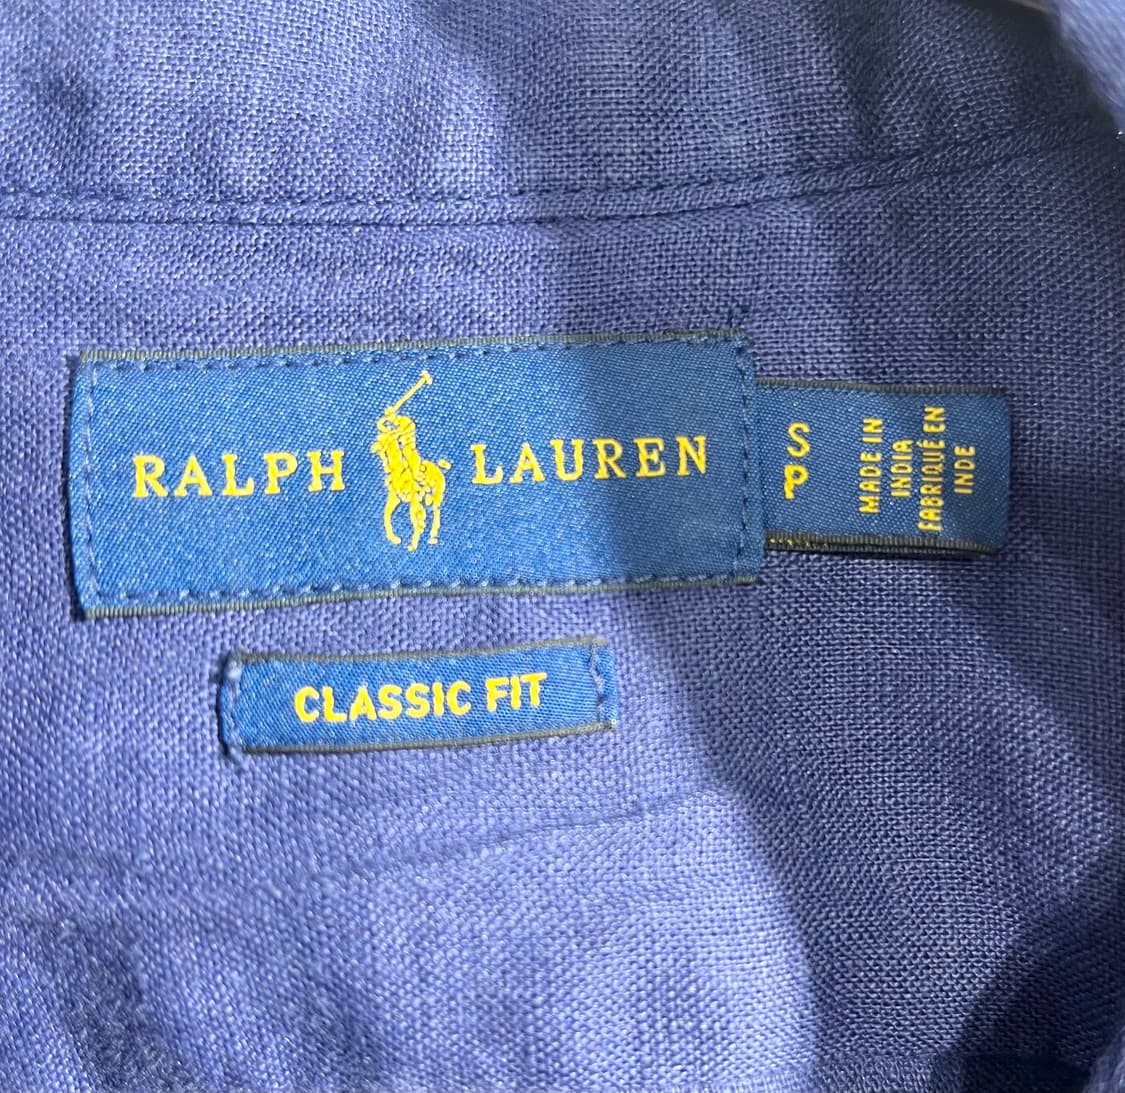 RALPH LAUREN
S
P
MADE IN
INDIA
FABRIQUÉ EN
INDE
CLASSIC FIT